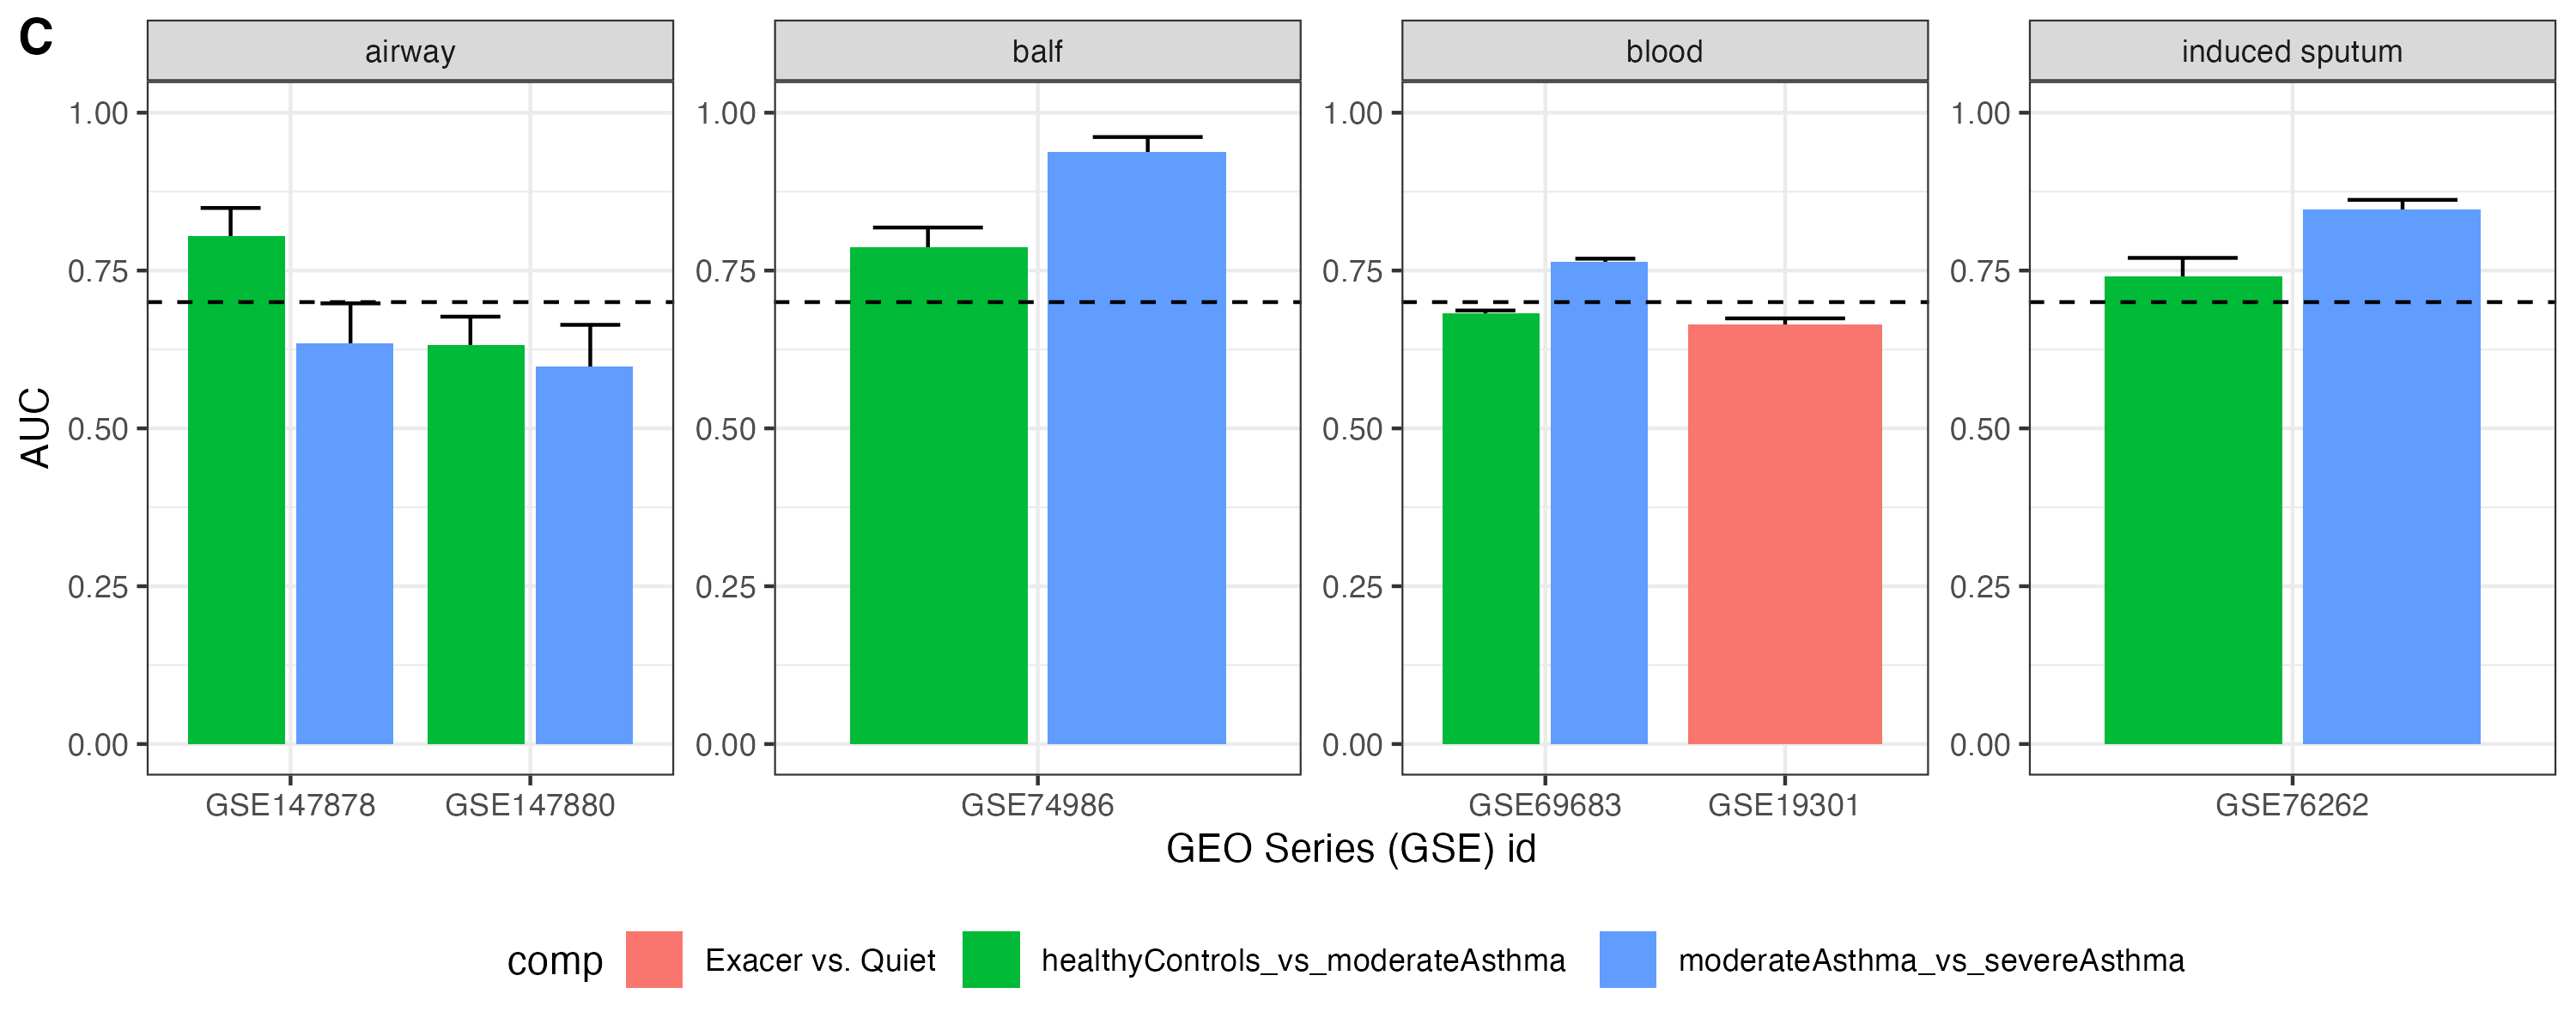 C
airway
balf
blood
induced sputum
AUC
1.00
0.75
0.50
0.25
0.00
1.00
0.75
0.50
0.25
0.00
1.00
0.75
0.50
0.25
0.00
1.00
0.75
0.50
0.25
0.00
GSE147878
GSE147880
GSE74986
GSE69683
GSE19301
GSE76262
GEO Series (GSE) id
comp
Exacer vs. Quiet
healthyControls_vs_moderateAsthma
moderateAsthma_vs_severeAsthma